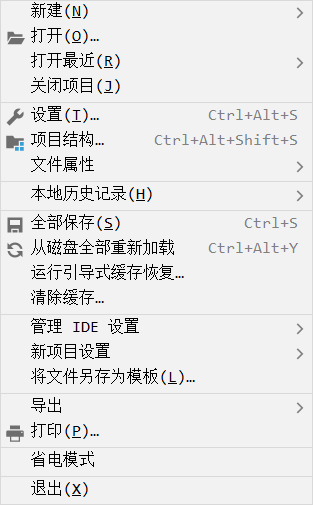 新建(N)
打开(O)…
打开最近(R)
关闭项目(J)
设置(T)… Ctrl+Alt+S
项目结构… Ctrl+Alt+Shift+S
文件属性
本地历史记录(H)
全部保存(S) Ctrl+S
从磁盘全部重新加载 Ctrl+Alt+Y
运行引导式缓存恢复…
清除缓存…
管理 IDE 设置
新项目设置
将文件另存为模板(L)…
导出
打印(P)…
省电模式
退出(X)